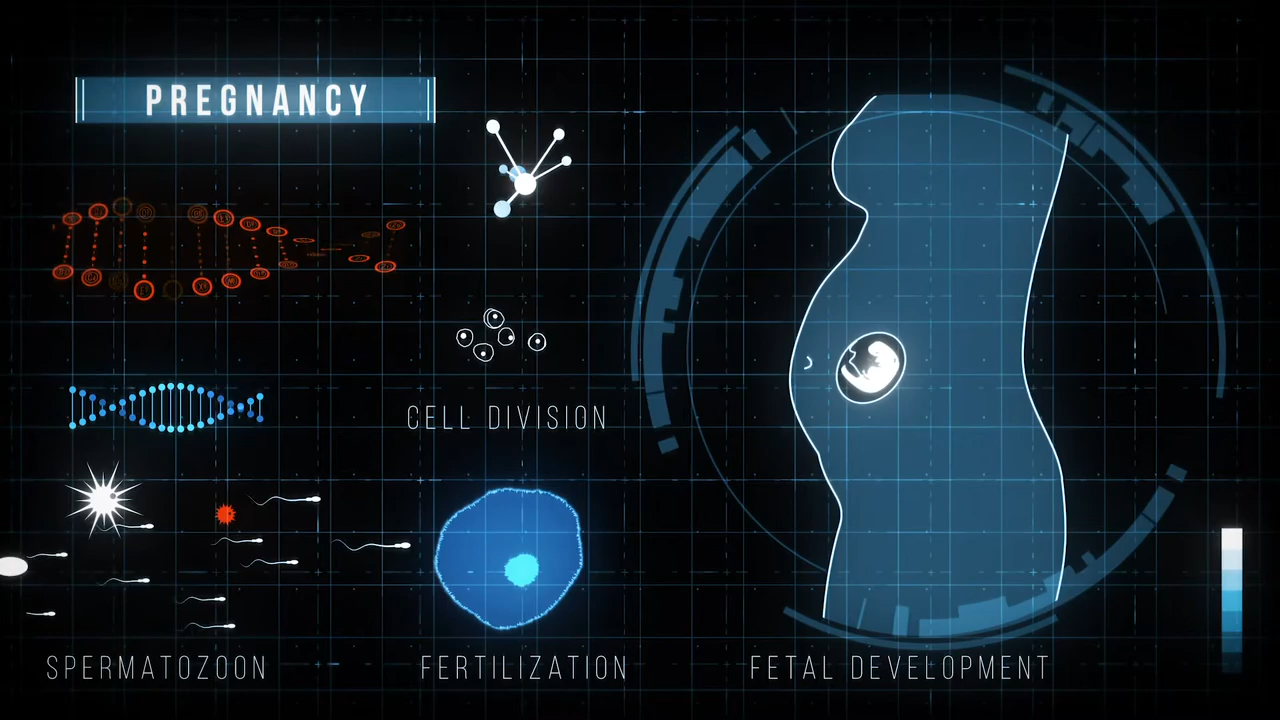 PREGNANCY
CELL DIVISION
SPERMATOZOON
FERTILIZATION
FETAL DEVELOPMENT